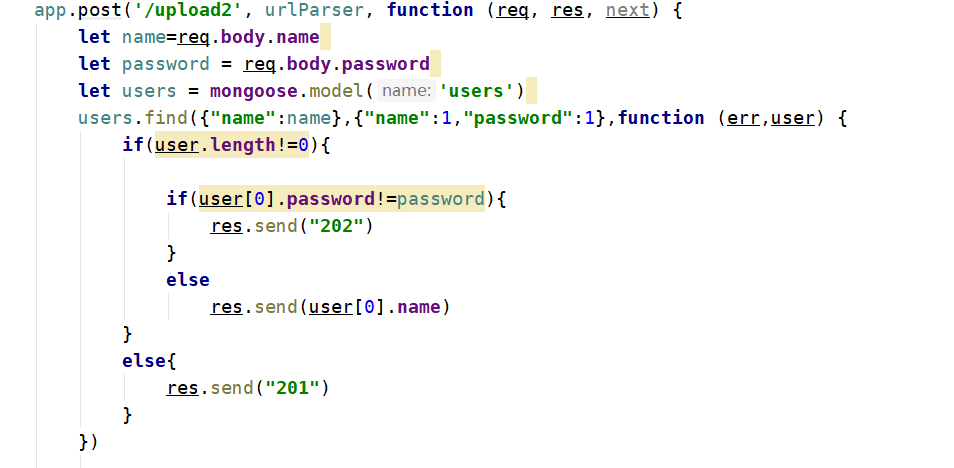 app.post('/upload2', urlParser, function (req, res, next) {
let name=req.body.name
let password = req.body.password
let users = mongoose.model( name: 'users')
users.find({"name":name},{"name":1,"password":1},function (err,user) {
if(user.length!=0){
if(user[0].password!=password){
res.send("202")
}
else
res.send(user[0].name)
}
else{
res.send("201")
}
})